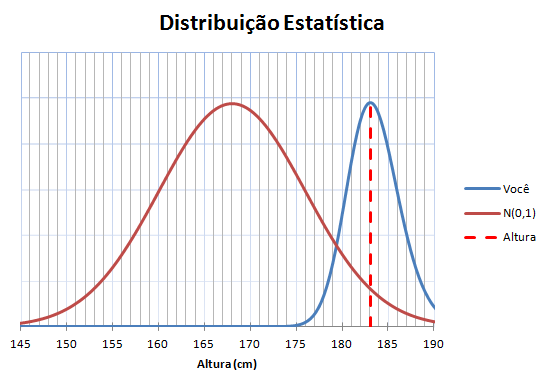 Distribuição Estatística
Você
N(0,1)
Altura
145 150 155 160 165 170 175 180 185 190
Altura (cm)